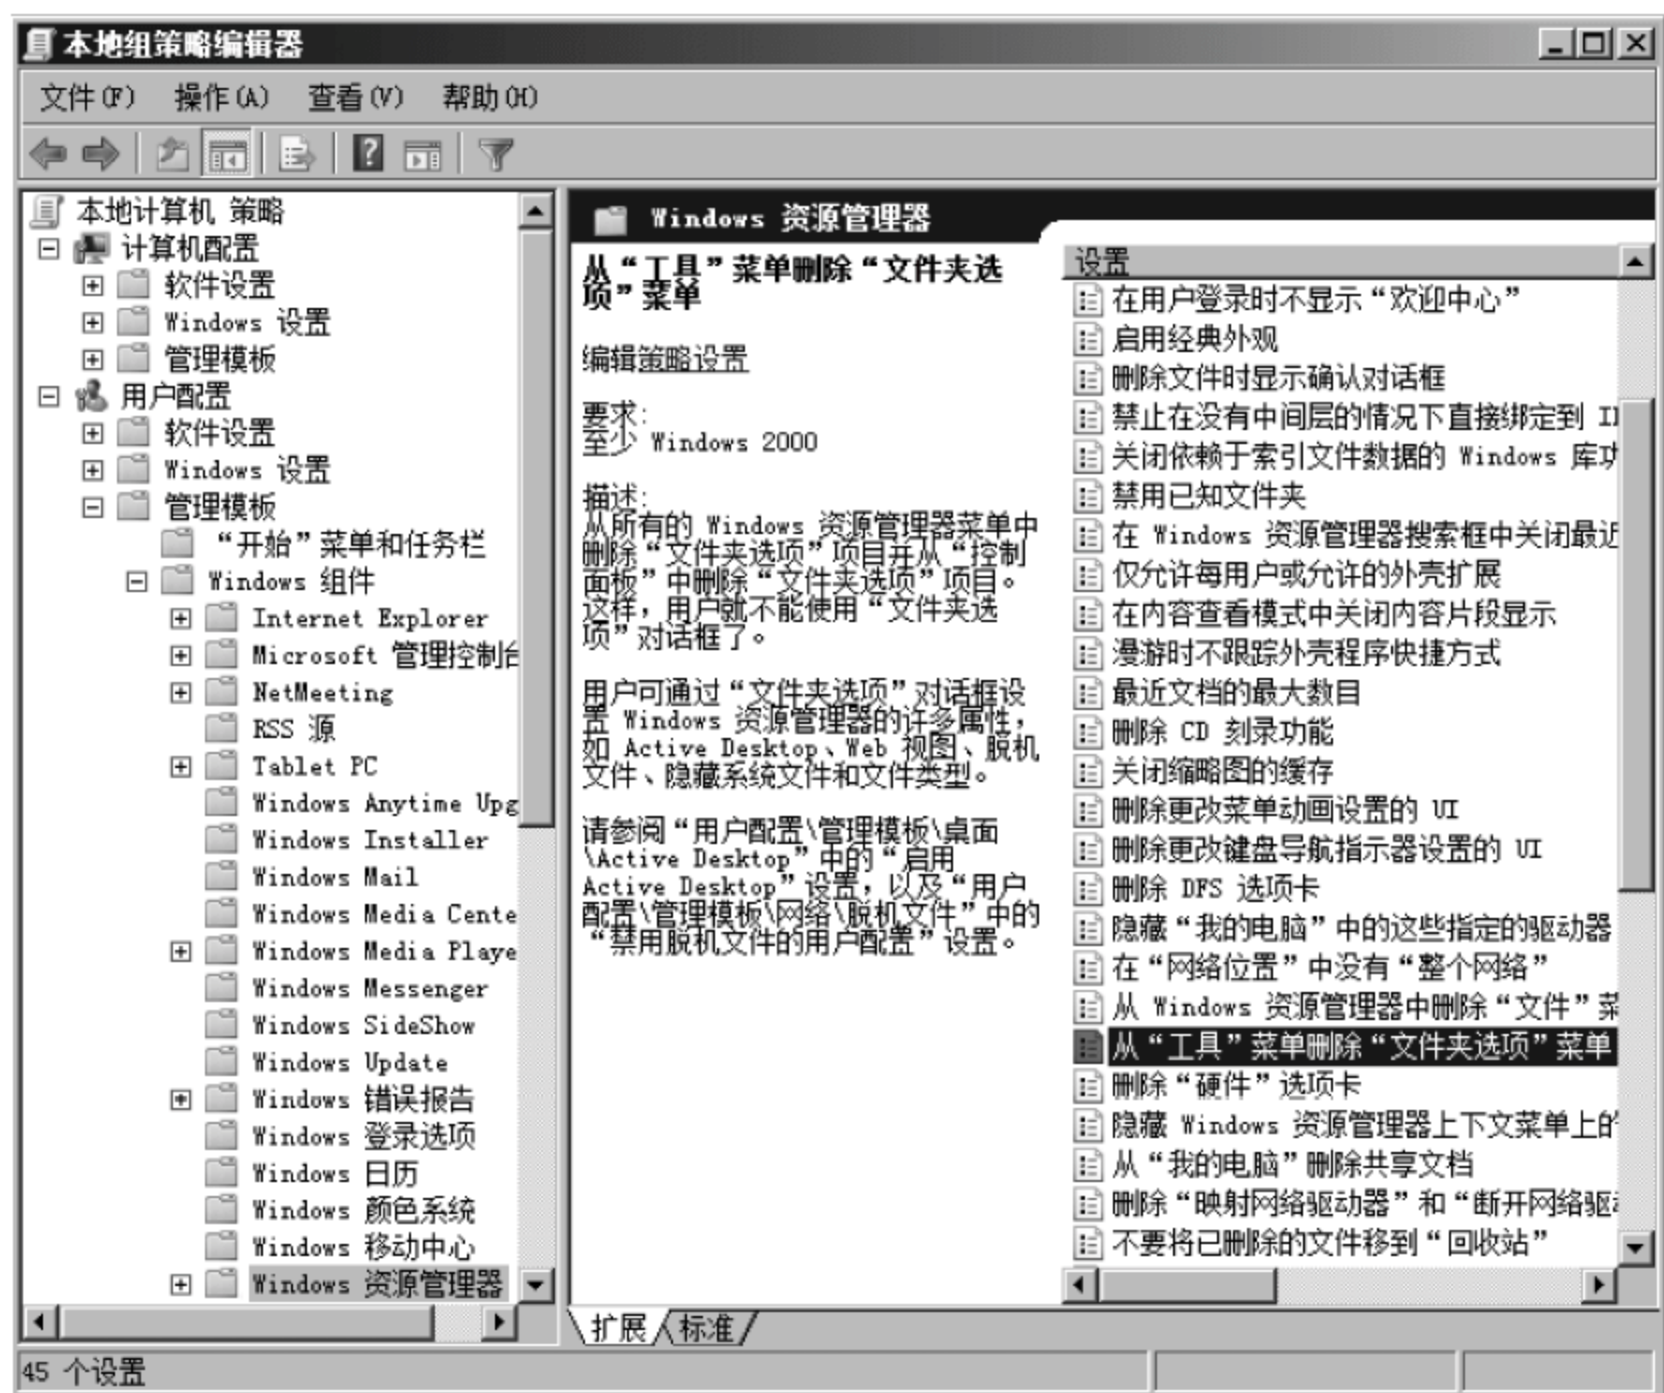 本地组策略编辑器
文件(F) 操作(A) 查看(V) 帮助(H)
本地计算机 策略
计算机配置
软件设置
Windows 设置
管理模板
用户配置
软件设置
Windows 设置
管理模板
“开始”菜单和任务栏
Windows 组件
Internet Explorer
Microsoft 管理控制台
NetMeeting
RSS 源
Tablet PC
Windows Anytime Upg
Windows Installer
Windows Mail
Windows Media Cente
Windows Media Playe
Windows Messenger
Windows SideShow
Windows Update
Windows 错误报告
Windows 登录选项
Windows 日历
Windows 颜色系统
Windows 移动中心
Windows 资源管理器
Windows 资源管理器
从“工具”菜单删除“文件夹选
项”菜单
编辑策略设置
要求:
至少 Windows 2000
描述:
从所有的 Windows 资源管理器菜单中
删除“文件夹选项”项目并从“控制
面板”中删除“文件夹选项”项目。
这样，用户就不能使用“文件夹选
项”对话框了。
用户可通过“文件夹选项”对话框设
置 Windows 资源管理器的许多属性，
如 Active Desktop、Web 视图、脱机
文件、隐藏系统文件和文件类型。
请参阅“用户配置\管理模板\桌面
\Active Desktop”中的“启用
Active Desktop”设置，以及“用户
配置\管理模板\网络\脱机文件”中的
“禁用脱机文件的用户配置”设置。
设置
在用户登录时不显示“欢迎中心”
启用经典外观
删除文件时显示确认对话框
禁止在没有中间层的情况下直接绑定到
关闭依赖于索引文件数据的 Windows 库功
禁用已知文件夹
在 Windows 资源管理器搜索框中关闭最近
仅允许每用户或允许的外壳扩展
在内容查看模式中关闭内容片段显示
漫游时不跟踪外壳程序快捷方式
最近文档的最大数目
删除 CD 刻录功能
关闭缩略图的缓存
删除更改菜单动画设置的 UI
删除更改键盘导航指示器设置的 UI
删除 DFS 选项卡
隐藏“我的电脑”中的这些指定的驱动器
在“网络位置”中没有“整个网络”
从 Windows 资源管理器中删除“文件”菜
从“工具”菜单删除“文件夹选项”菜单
删除“硬件”选项卡
隐藏 Windows 资源管理器上下文菜单上的
从“我的电脑”删除共享文档
删除“映射网络驱动器”和“断开网络驱动
不要将已删除的文件移到“回收站”
扩展 标准
45 个设置